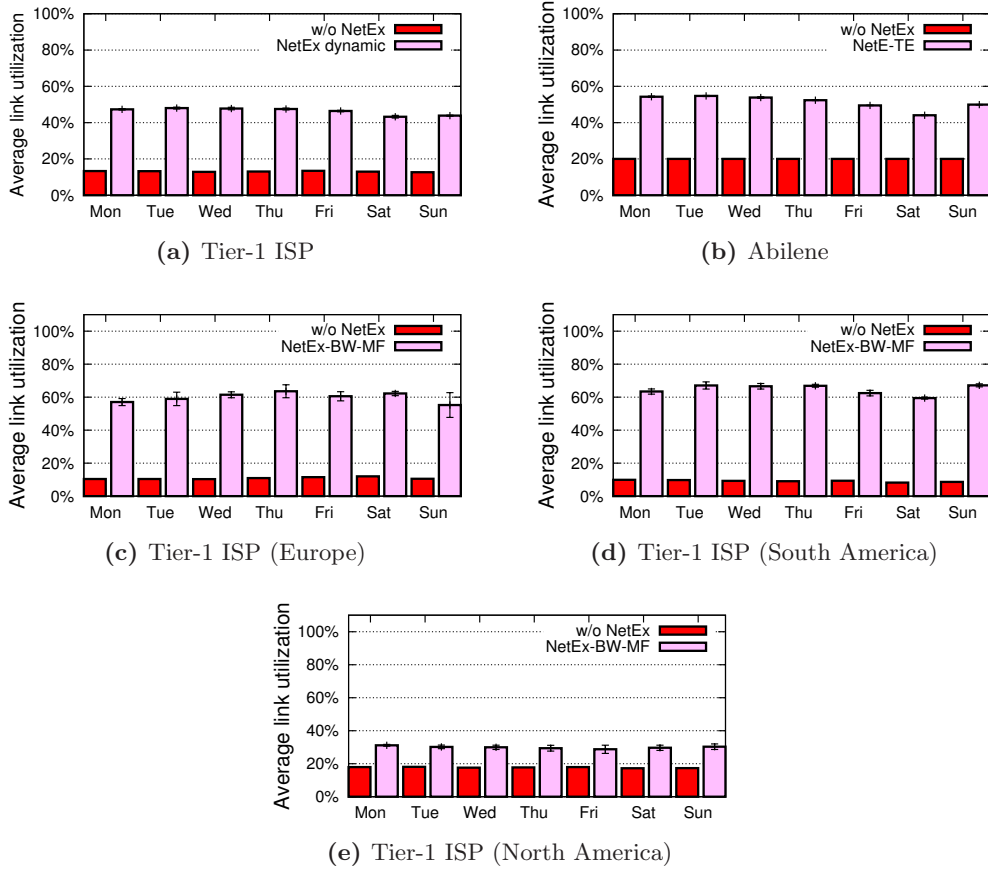 Average link utilization
100%
80%
60%
40%
20%
0%
w/o NetEx
NetEx dynamic
Mon Tue Wed Thu Fri Sat Sun
(a) Tier-1 ISP
Average link utilization
100%
80%
60%
40%
20%
0%
w/o NetEx
NetE-TE
Mon Tue Wed Thu Fri Sat Sun
(b) Abilene
Average link utilization
100%
80%
60%
40%
20%
0%
w/o NetEx
NetEx-BW-MF
Mon Tue Wed Thu Fri Sat Sun
(c) Tier-1 ISP (Europe)
Average link utilization
100%
80%
60%
40%
20%
0%
w/o NetEx
NetEx-BW-MF
Mon Tue Wed Thu Fri Sat Sun
(d) Tier-1 ISP (South America)
Average link utilization
100%
80%
60%
40%
20%
0%
w/o NetEx
NetEx-BW-MF
Mon Tue Wed Thu Fri Sat Sun
(e) Tier-1 ISP (North America)